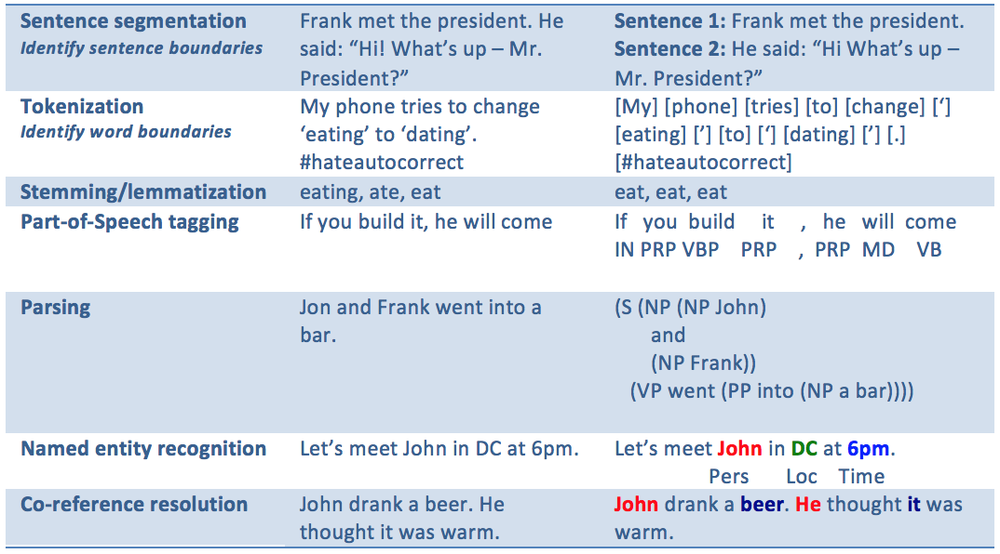 Sentence segmentation
Identify sentence boundaries
Frank met the president. He
said: “Hi! What’s up – Mr.
President?”
Sentence 1: Frank met the president.
Sentence 2: He said: “Hi What’s up –
Mr. President?”
Tokenization
Identify word boundaries
My phone tries to change
‘eating’ to ‘dating’.
#hateautocorrect
[My] [phone] [tries] [to] [change] [‘]
[eating] [’] [to] [‘] [dating] [’] [.]
[#hateautocorrect]
Stemming/lemmatization
eating, ate, eat
eat, eat, eat
Part-of-Speech tagging
If you build it, he will come
If you build it , he will come
IN PRP VBP PRP , PRP MD VB
Parsing
Jon and Frank went into a
bar.
(S (NP (NP John)
and
(NP Frank))
(VP went (PP into (NP a bar))))
Named entity recognition
Let’s meet John in DC at 6pm.
Let’s meet John in DC at 6pm.
Pers Loc Time
Co-reference resolution
John drank a beer. He
thought it was warm.
John drank a beer. He thought it was
warm.